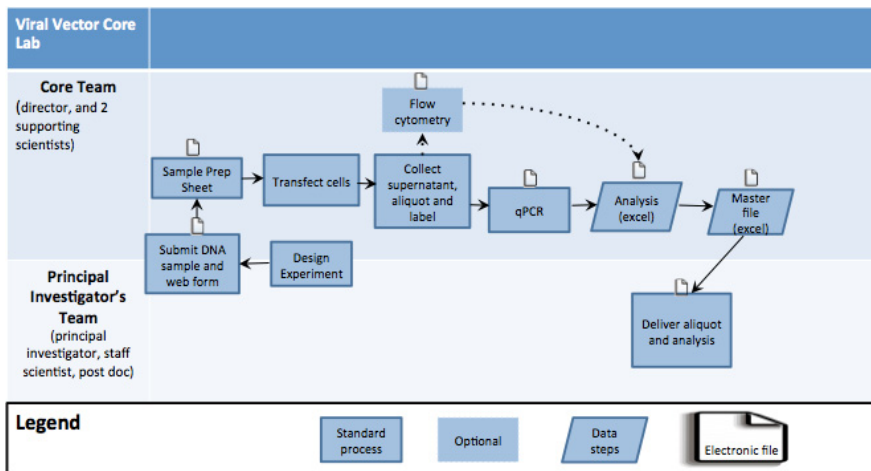 Viral Vector Core
Lab
Core Team
(director, and 2
supporting
scientists)
Flow
cytometry
Sample Prep
Sheet
Transfect cells
Collect
supernatant,
aliquot and
label
qPCR
Analysis
(excel)
Master
file
(excel)
Submit DNA
sample and
web form
Design
Experiment
Principal
Investigator's
Team
(principal
investigator, staff
scientist, post doc)
Deliver aliquot
and analysis
Legend
Standard
process
Optional
Data
steps
Electronic file